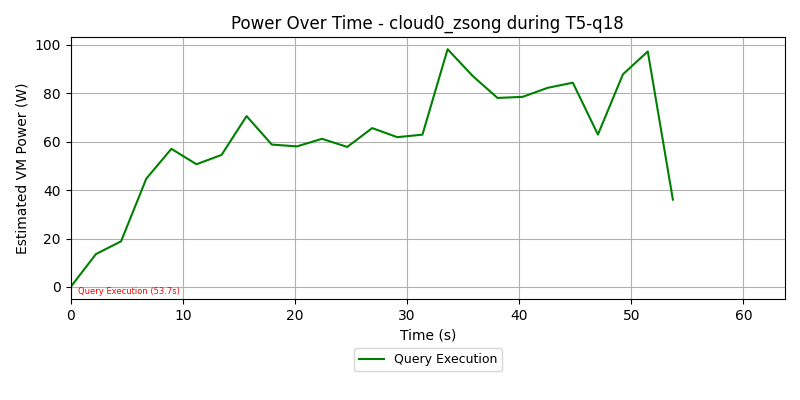 Power Over Time - cloud0_zsong during T5-q18
Estimated VM Power (W)
100
80
60
40
20
0
Query Execution (53.7s)
0 10 20 30 40 50 60
Time (s)
Query Execution